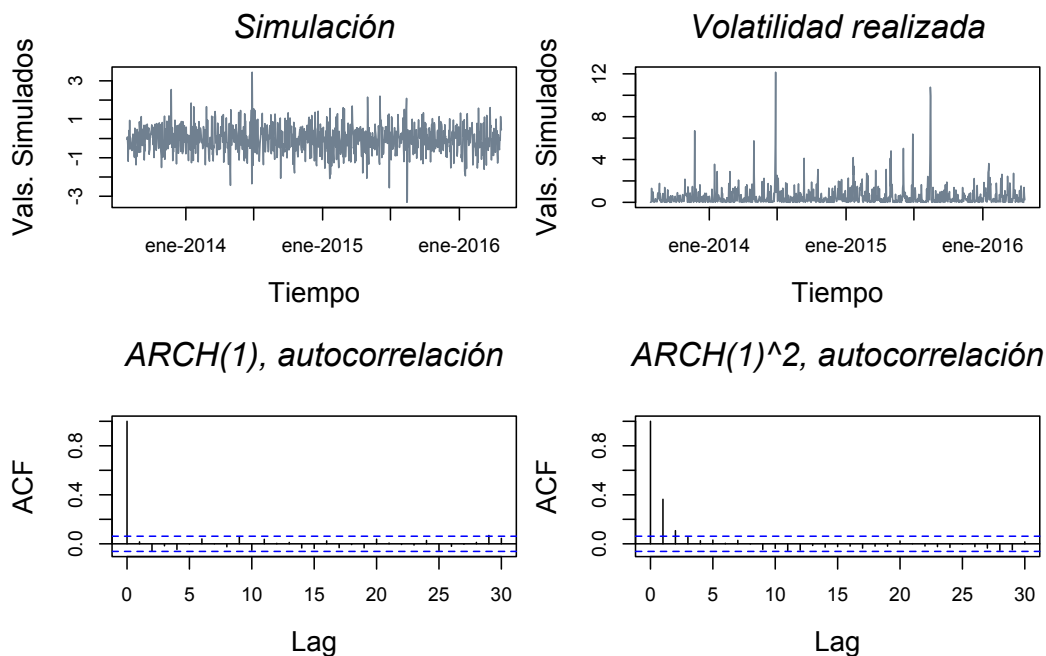 Simulación
Vals. Simulados
3
1
-1
-3
ene-2014
ene-2015
ene-2016
Tiempo
Volatilidad realizada
Vals. Simulados
12
8
4
0
ene-2014
ene-2015
ene-2016
Tiempo
ARCH(1), autocorrelación
ACF
0.8
0.4
0.0
0
5
10
15
20
25
30
Lag
ARCH(1)^2, autocorrelación
ACF
0.8
0.4
0.0
0
5
10
15
20
25
30
Lag